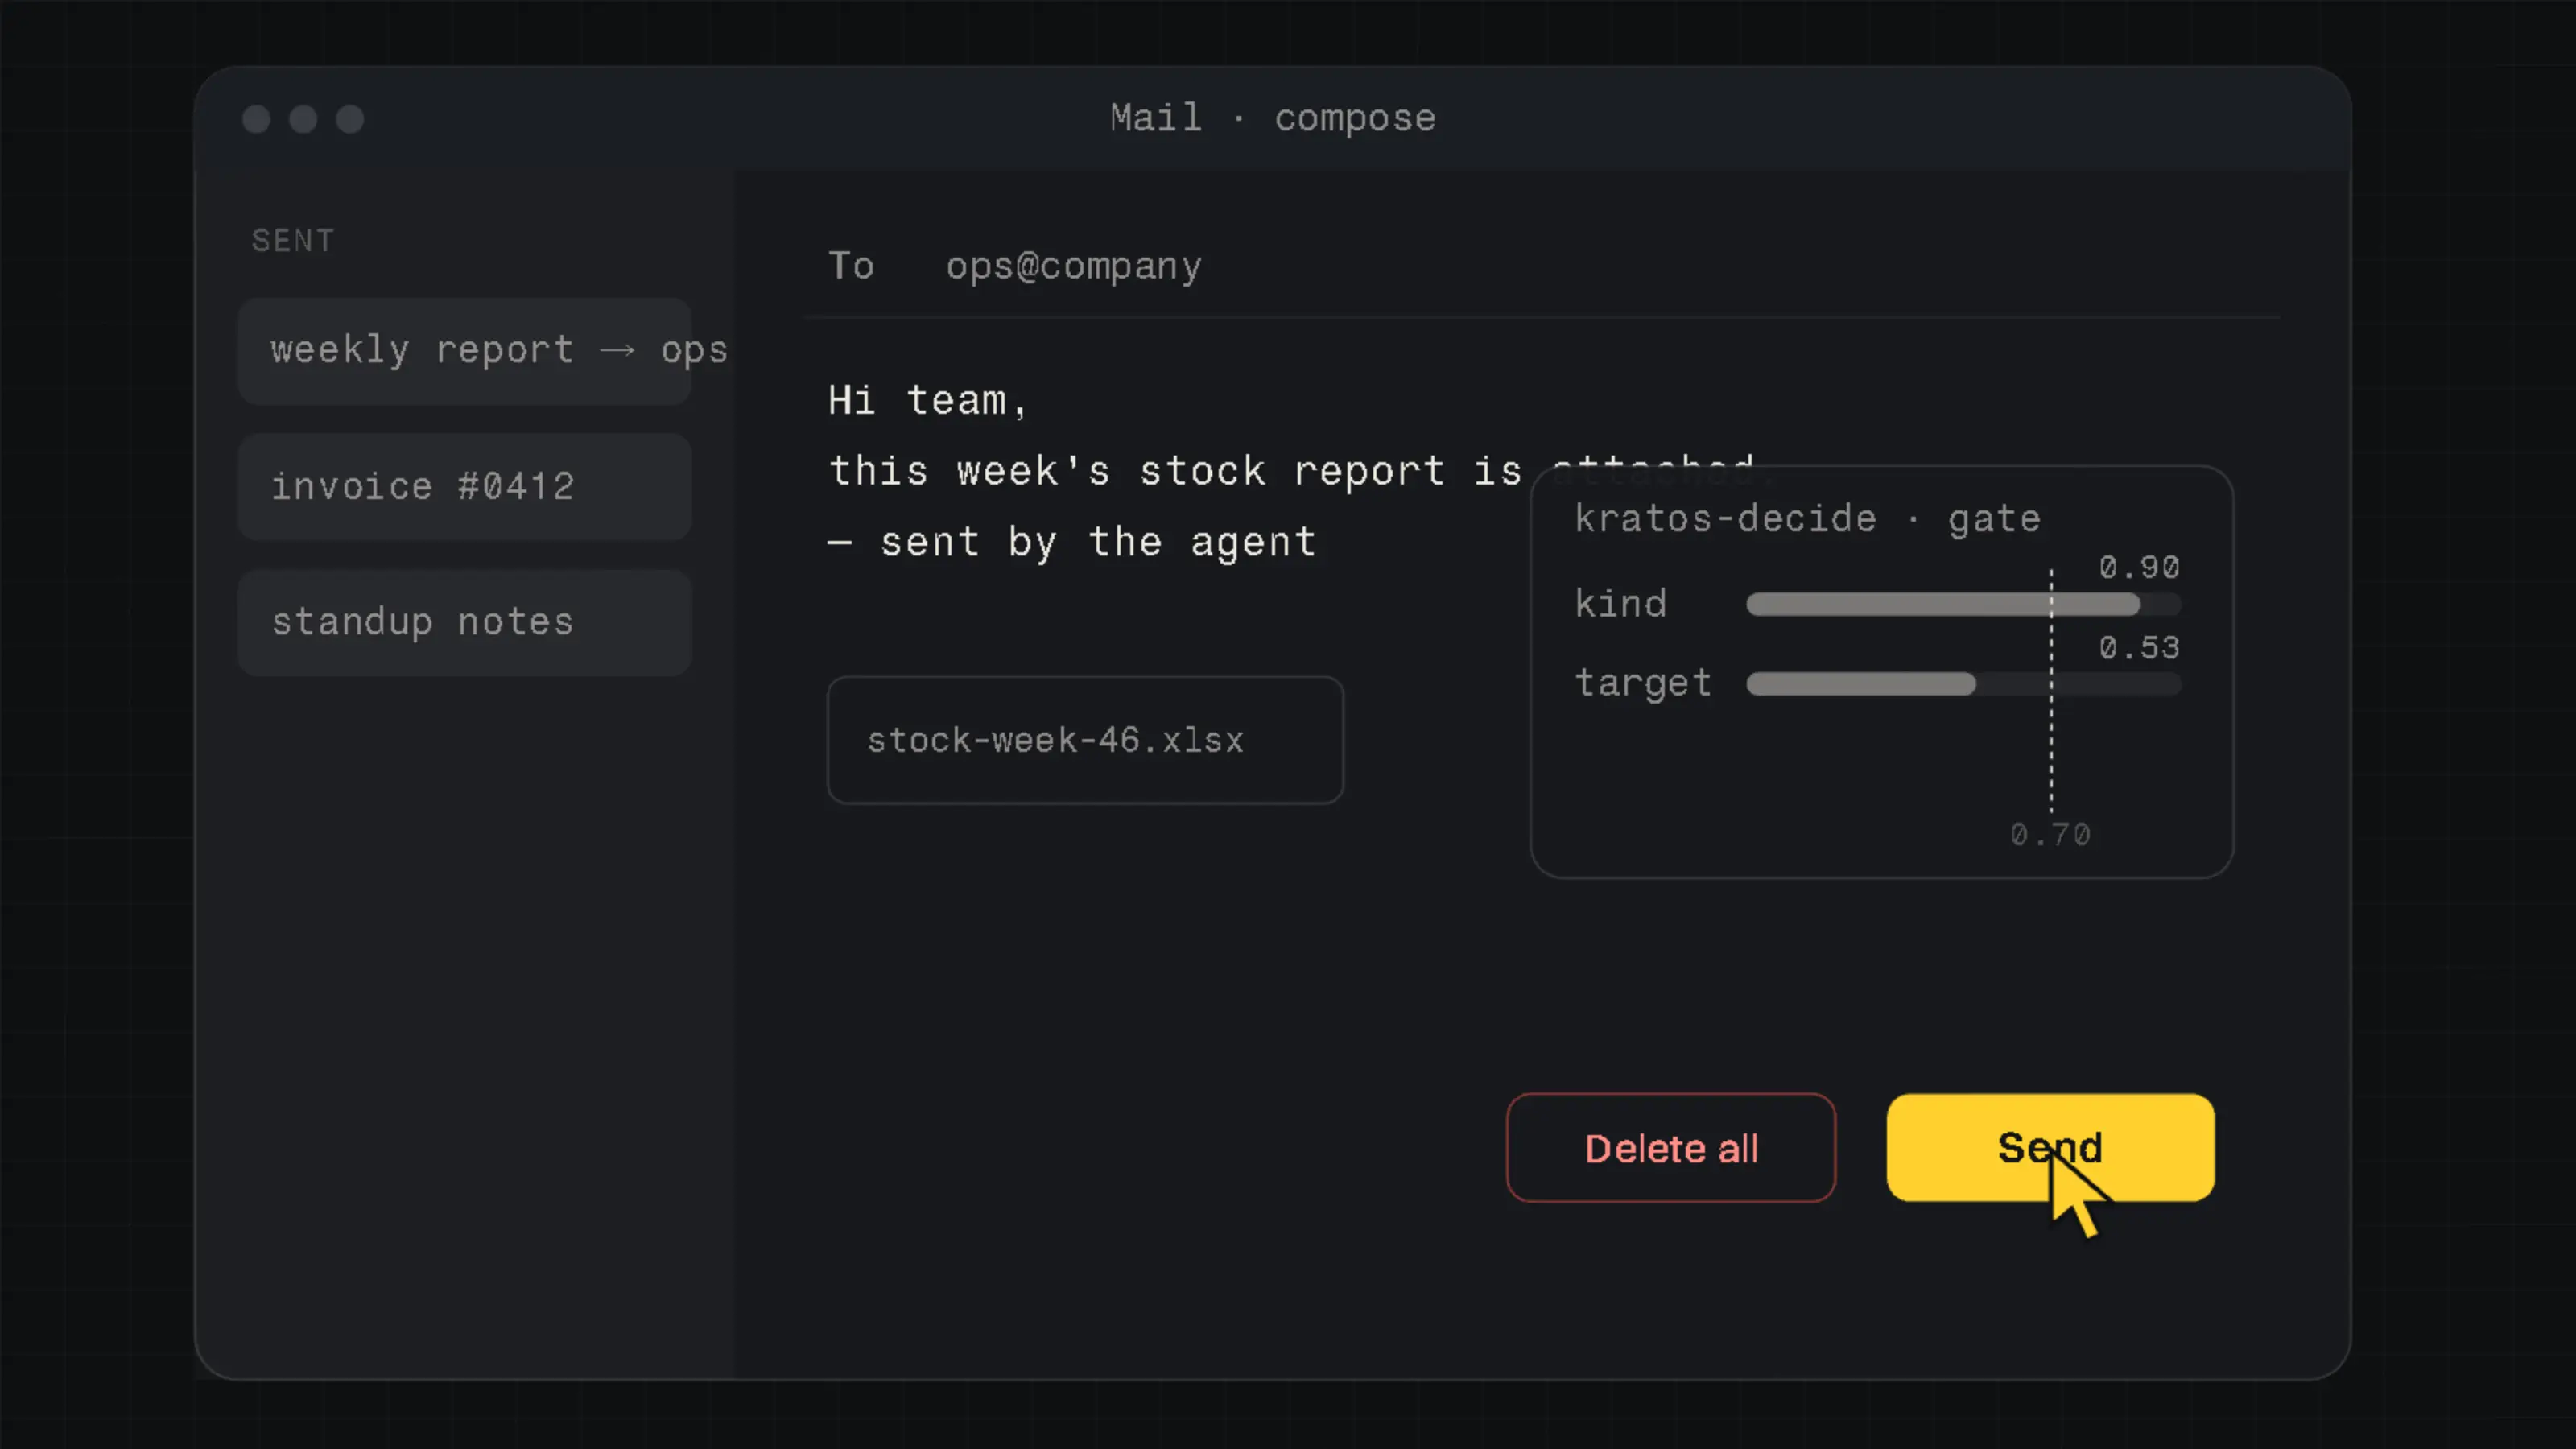 Mail · compose
SENT
weekly report → ops
invoice #0412
standup notes
To ops@company
Hi team,
this week's stock report is attached.
— sent by the agent
stock-week-46.xlsx
kratos-decide · gate
0.90
kind
0.53
target
0.70
Delete all
Send